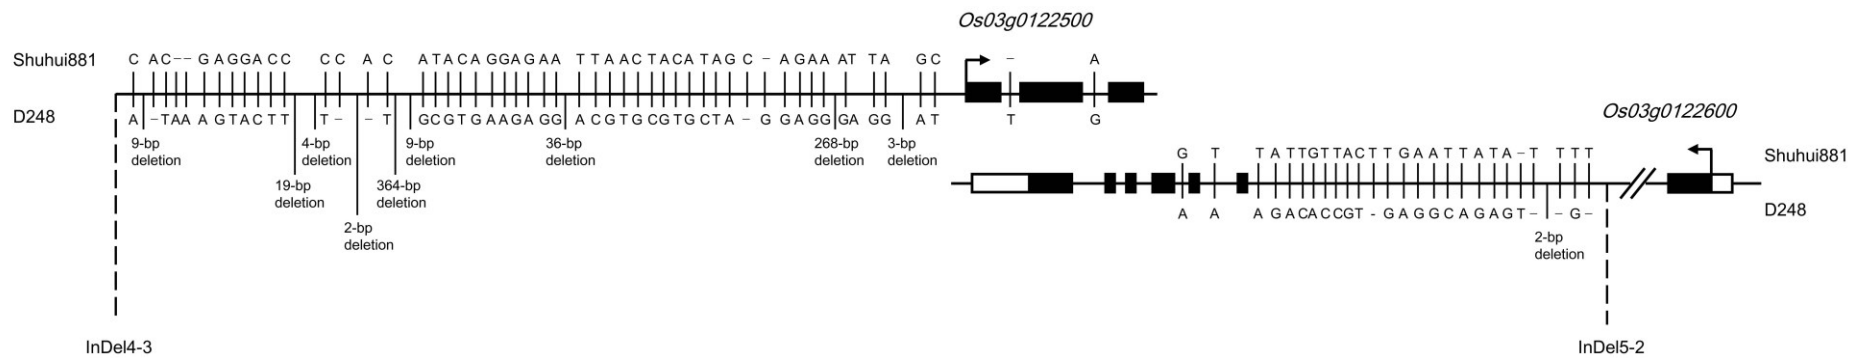 Os03g0122500
Shuhui881 C AC-- GAGGACC CC AC ATACAGGAGAA TTAACTACATAGC - AGAA AT TA GC - A
D248 A -TAA AGTACTT T- -T GCGTGAAGAGG ACGTGCGTGCTA - G GAGG GA GG AT T G
Os03g0122600
9-bp deletion
4-bp deletion
9-bp deletion
36-bp deletion
268-bp deletion
3-bp deletion
19-bp deletion
364-bp deletion
2-bp deletion
G T TATTGTTACTTGAATTATA-T TTT Shuhui881
A A AGACACCGT - GAGGCAGAGT- -G- D248
2-bp deletion
InDel4-3
InDel5-2